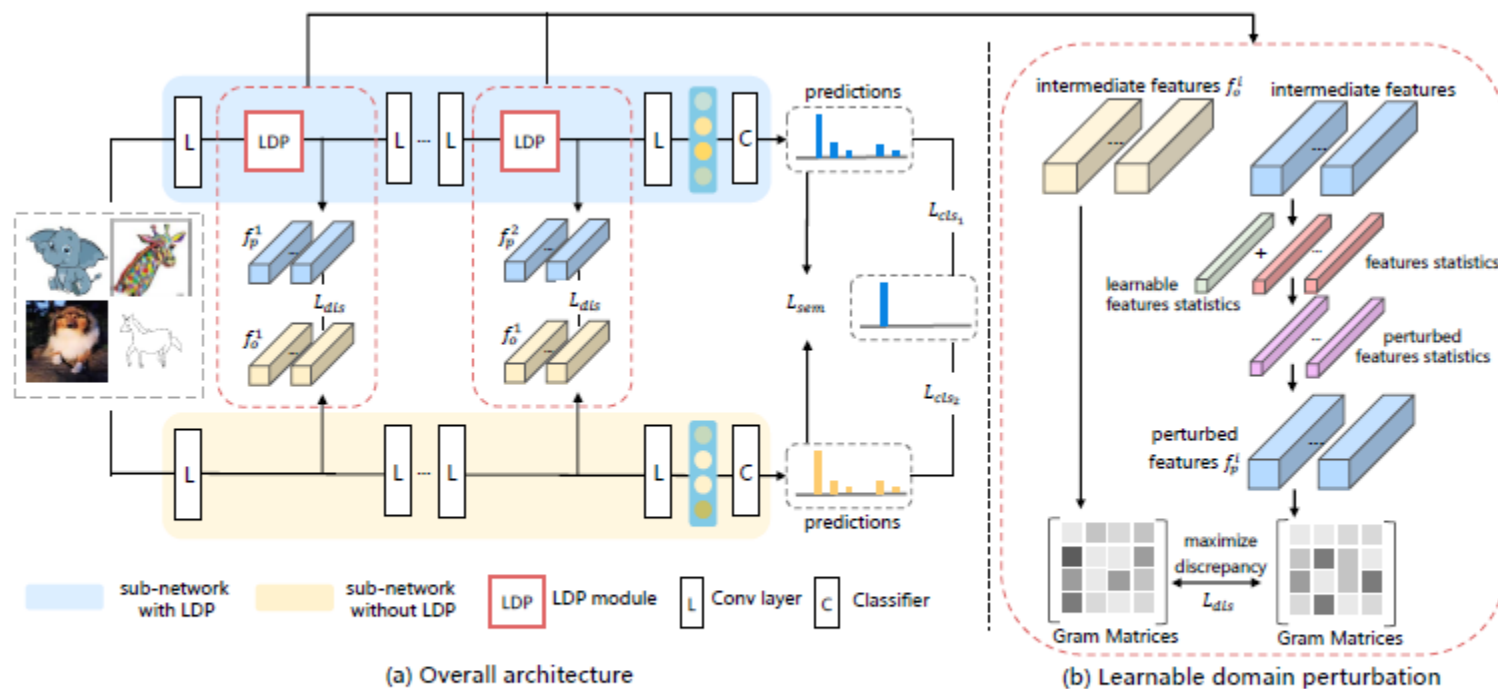 L
LDP
L
...
L
LDP
L
C
predictions
f_p^1
...
L_dis
f_o^1
...
f_p^2
...
L_dis
f_o^1
...
L_sem
L_cls_1
L_cls_2
L
L
...
L
L
C
predictions
sub-network
with LDP
sub-network
without LDP
LDP
LDP module
L
Conv layer
C
Classifier
(a) Overall architecture
intermediate features f_o^i
intermediate features
...
...
+
...
learnable
features statistics
features statistics
...
perturbed
features statistics
perturbed
features f_p^i
...
maximize
discrepancy
L_dis
Gram Matrices
Gram Matrices
(b) Learnable domain perturbation